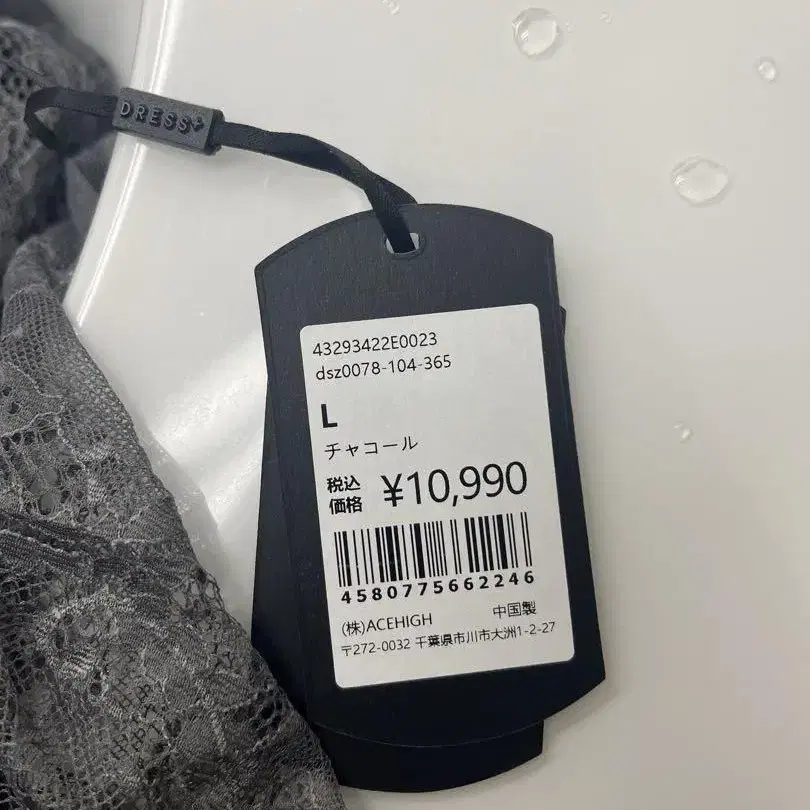 DRESS+
43293422E0023
dsz0078-104-365
L
チャコール
税込
価格 ¥10,990
4580775662246
(株)ACEHIGH 中国製
〒272-0032 千葉県市川市大洲1-2-27